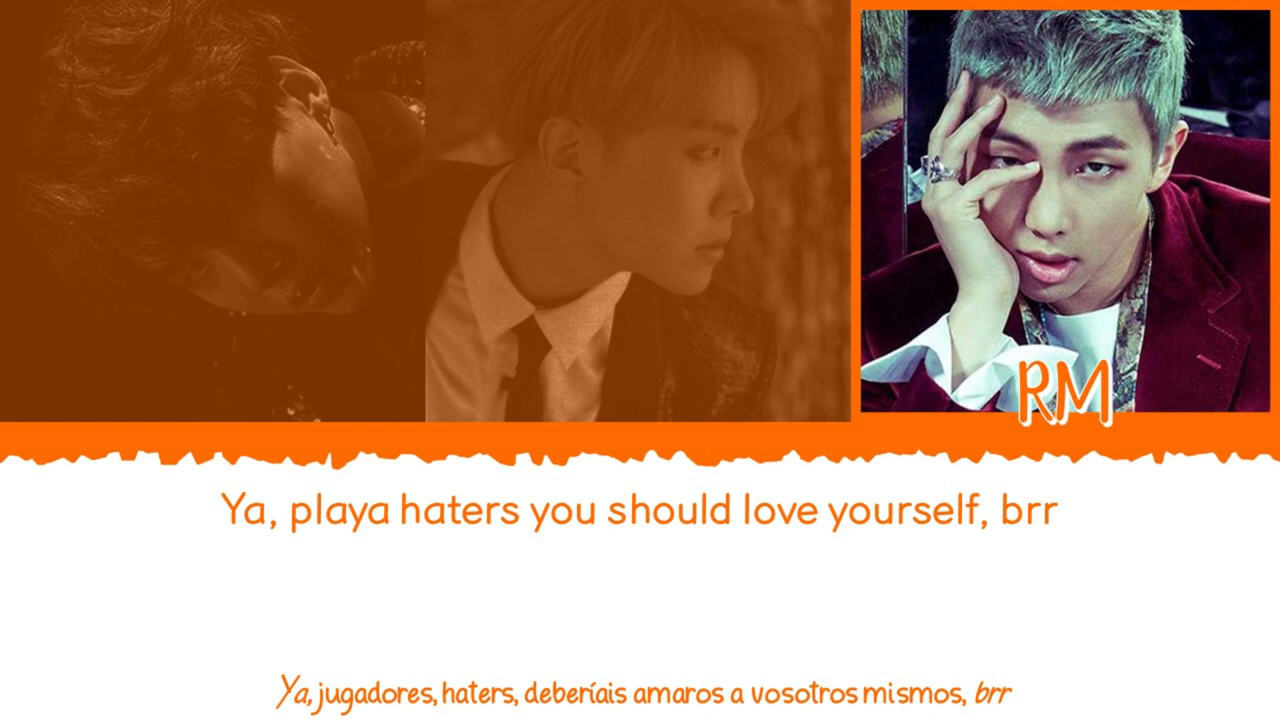 RM
Ya, playa haters you should love yourself, brr
Ya, jugadores, haters, deberíais amaros a vosotros mismos, brr